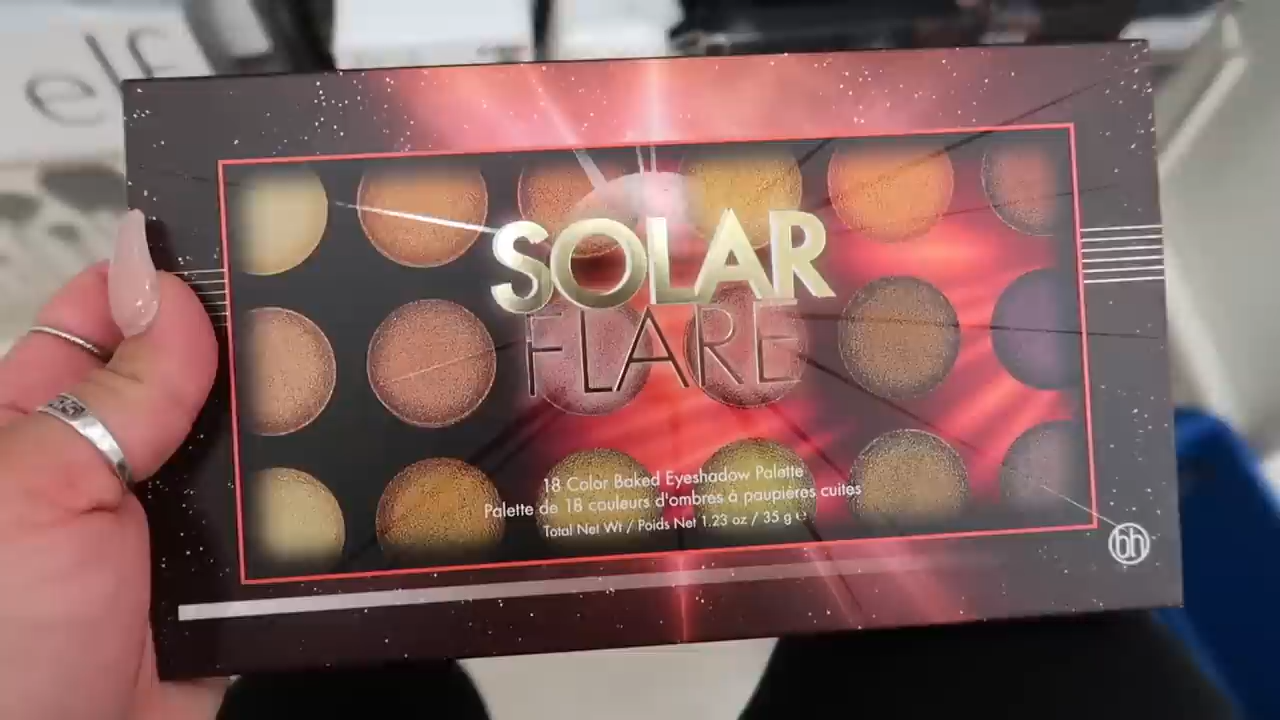 elf
SOLAR
FLARE
18 Color Baked Eyeshadow Palette
Palette de 18 couleurs d'ombres à paupières cuites
Total Net Wt / Poids Net 1.23 oz / 35 g ℮
bh